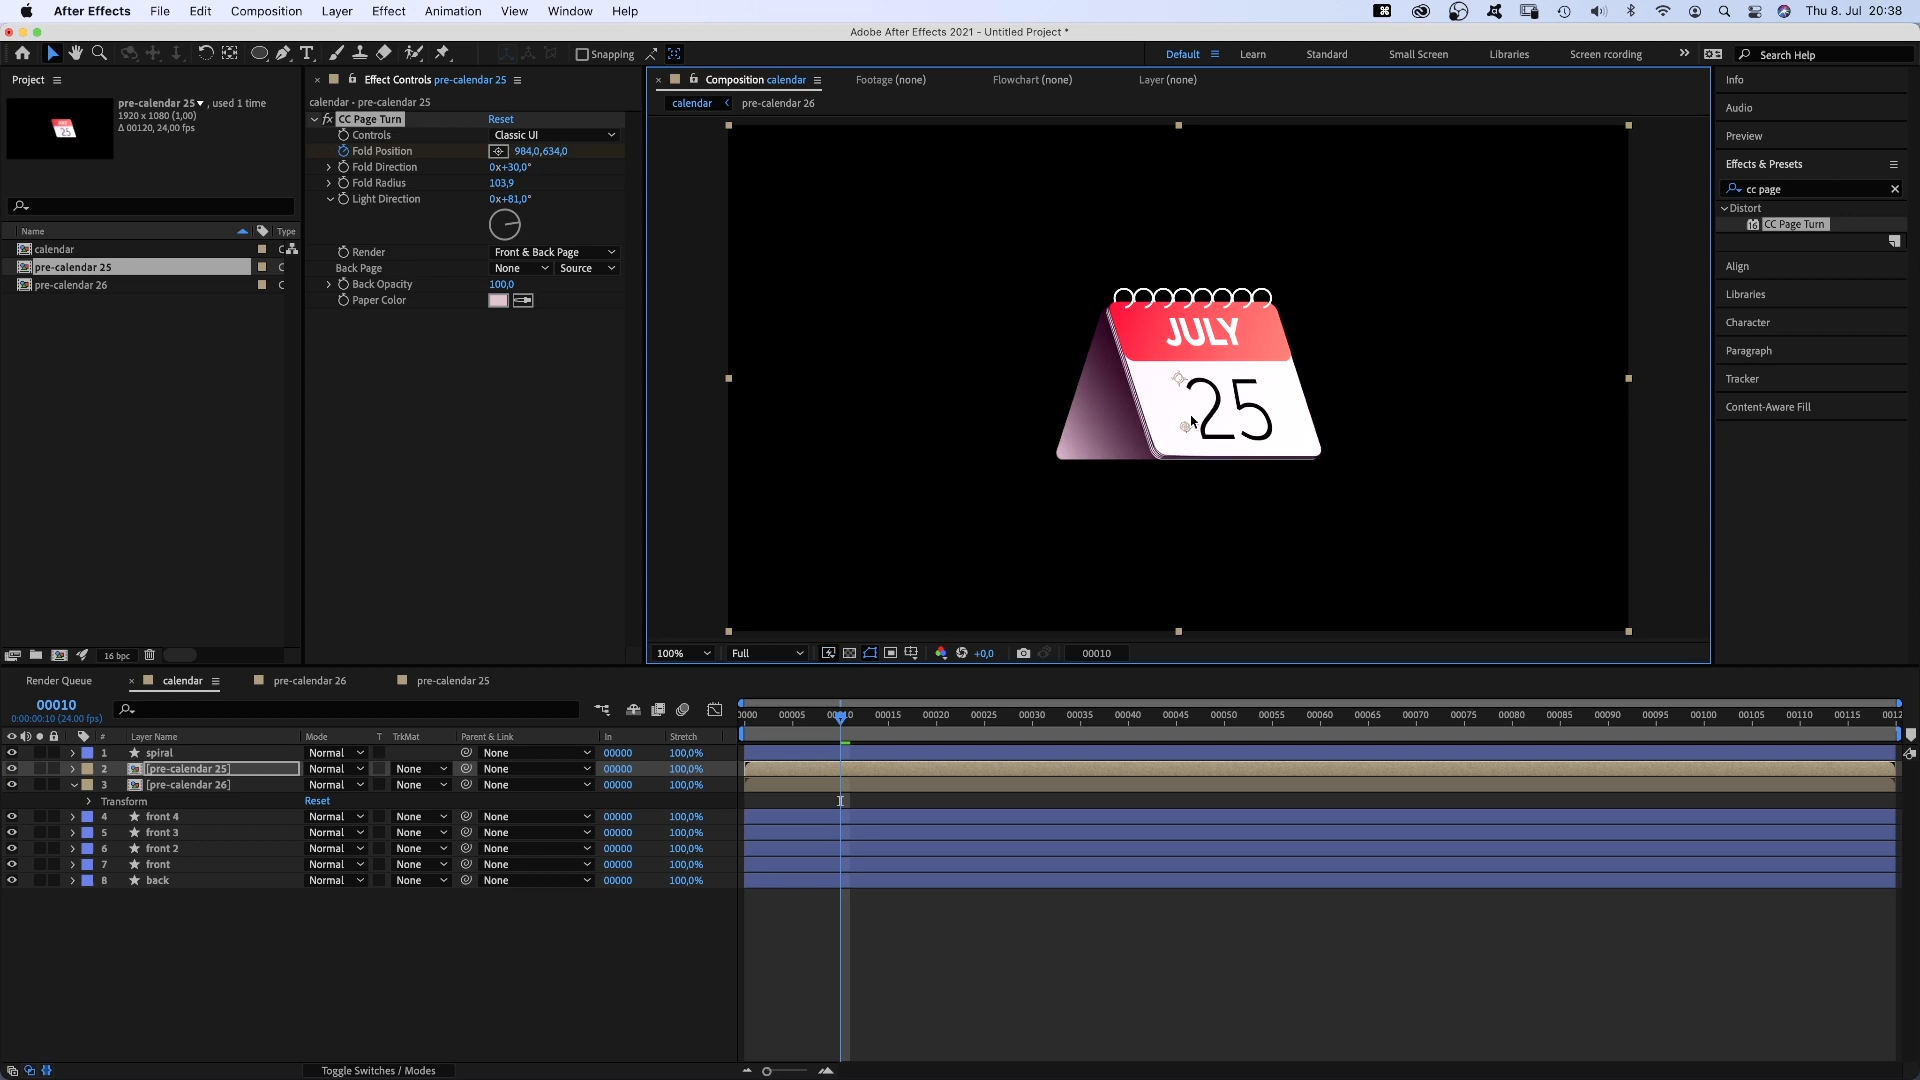 After Effects File Edit Composition Layer Effect Animation View Window Help Thu 8. Jul 20:38
Adobe After Effects 2021 - Untitled Project *
Snapping Default Learn Standard Small Screen Libraries Screen recording Search Help
Project
pre-calendar 25 , used 1 time
1920 x 1080 (1,00)
Δ 00120, 24,00 fps
Name Type
calendar
pre-calendar 25
pre-calendar 26
16 bpc
Effect Controls pre-calendar 25
calendar • pre-calendar 25
fx CC Page Turn Reset
Controls Classic UI
Fold Position 984,0,634,0
Fold Direction 0x+30,0°
Fold Radius 103,9
Light Direction 0x+81,0°
Render Front & Back Page
Back Page None Source
Back Opacity 100,0
Paper Color
Composition calendar Footage (none) Flowchart (none) Layer (none)
calendar pre-calendar 26
JULY
25
100% Full +0,0 00010
Info
Audio
Preview
Effects & Presets
cc page
Distort
16 CC Page Turn
Align
Libraries
Character
Paragraph
Tracker
Content-Aware Fill
Render Queue calendar pre-calendar 26 pre-calendar 25
00010
0:00:00:10 (24.00 fps)
0000 00005 00010 00015 00020 00025 00030 00035 00040 00045 00050 00055 00060 00065 00070 00075 00080 00085 00090 00095 00100 00105 00110 00115 0012
# Layer Name Mode T TrkMat Parent & Link In Stretch
1 spiral Normal None 00000 100,0%
2 [pre-calendar 25] Normal None None 00000 100,0%
3 [pre-calendar 26] Normal None None 00000 100,0%
Transform Reset
4 front 4 Normal None None 00000 100,0%
5 front 3 Normal None None 00000 100,0%
6 front 2 Normal None None 00000 100,0%
7 front Normal None None 00000 100,0%
8 back Normal None None 00000 100,0%
Toggle Switches / Modes